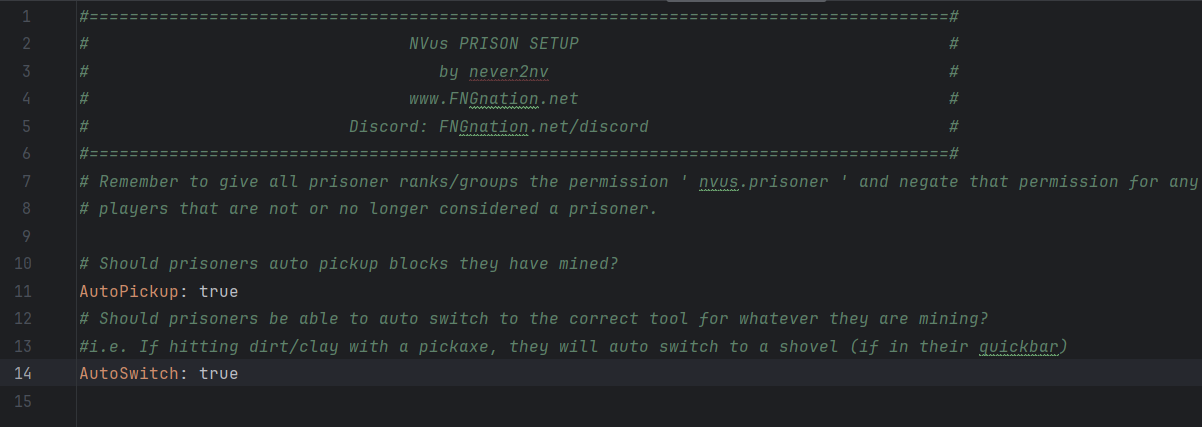 1 #======================================================================================#
2 # NVus PRISON SETUP #
3 # by never2nv #
4 # www.FNGnation.net #
5 # Discord: FNGnation.net/discord #
6 #======================================================================================#
7 # Remember to give all prisoner ranks/groups the permission ' nvus.prisoner ' and negate that permission for any
8 # players that are not or no longer considered a prisoner.
9
10 # Should prisoners auto pickup blocks they have mined?
11 AutoPickup: true
12 # Should prisoners be able to auto switch to the correct tool for whatever they are mining?
13 #i.e. If hitting dirt/clay with a pickaxe, they will auto switch to a shovel (if in their quickbar)
14 AutoSwitch: true
15